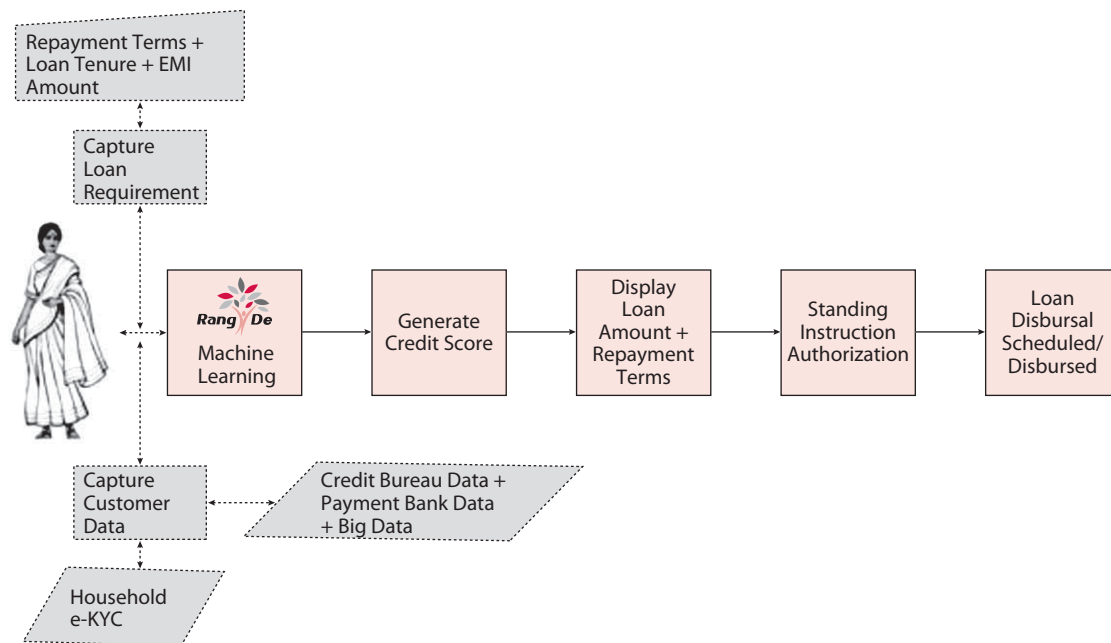 Repayment Terms +
Loan Tenure + EMI
Amount
Capture
Loan
Requirement
Rang De
Machine
Learning
Generate
Credit Score
Display
Loan
Amount +
Repayment
Terms
Standing
Instruction
Authorization
Loan
Disbursal
Scheduled/
Disbursed
Capture
Customer
Data
Credit Bureau Data +
Payment Bank Data
+ Big Data
Household
e-KYC